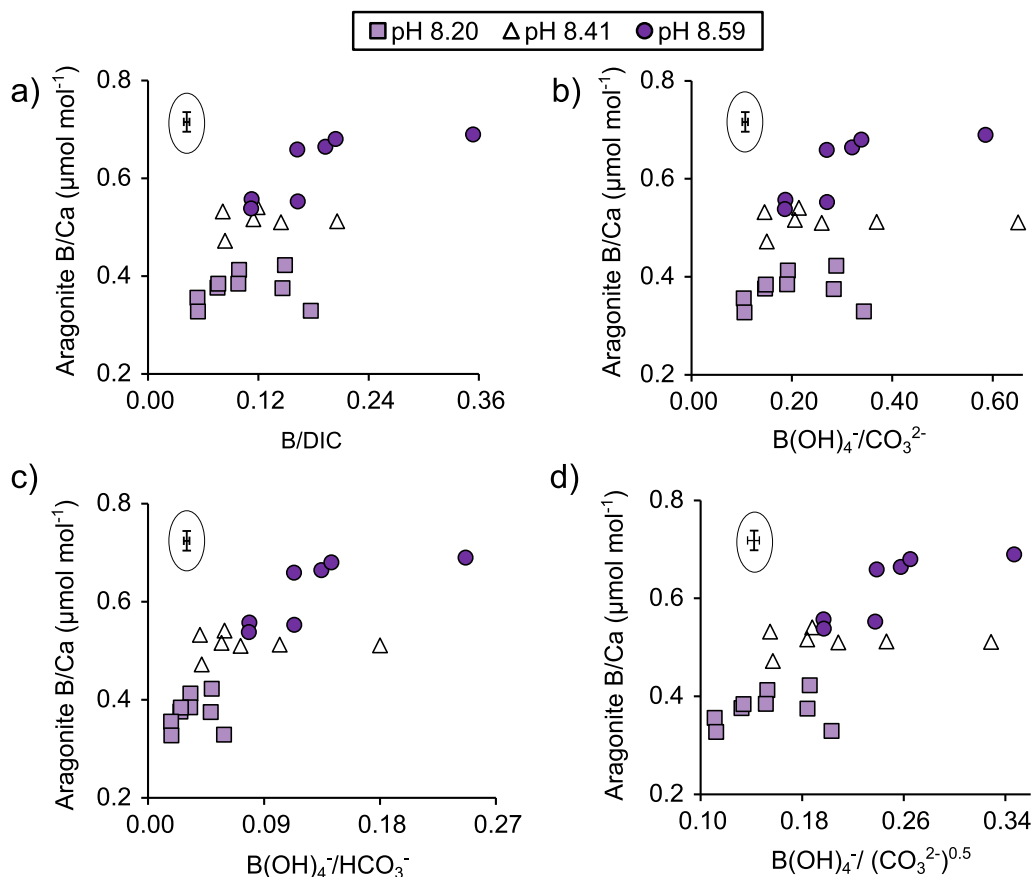 pH 8.20 pH 8.41 pH 8.59
a)
Aragonite B/Ca (µmol mol⁻¹)
0.8
0.6
0.4
0.2
0.00 0.12 0.24 0.36
B/DIC
b)
Aragonite B/Ca (µmol mol⁻¹)
0.8
0.6
0.4
0.2
0.00 0.20 0.40 0.60
B(OH)₄⁻/CO₃²⁻
c)
Aragonite B/Ca (µmol mol⁻¹)
0.8
0.6
0.4
0.2
0.00 0.09 0.18 0.27
B(OH)₄⁻/HCO₃⁻
d)
Aragonite B/Ca (µmol mol⁻¹)
0.8
0.6
0.4
0.2
0.10 0.18 0.26 0.34
B(OH)₄⁻/ (CO₃²⁻)⁰·⁵